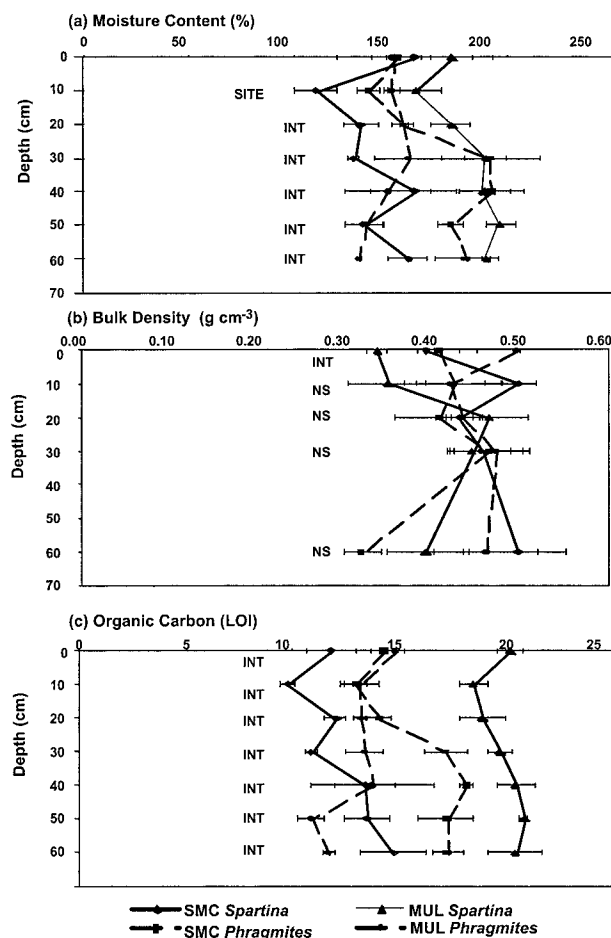 (a) Moisture Content (%)
0 50 100 150 200 250
0
10 SITE
20 INT
30 INT
40 INT
50 INT
60 INT
70
Depth (cm)
(b) Bulk Density (g cm-3)
0.00 0.10 0.20 0.30 0.40 0.50 0.60
0 INT
10 NS
20 NS
30 NS
40
50
60 NS
70
Depth (cm)
(c) Organic Carbon (LOI)
0 5 10 15 20 25
0 INT
10 INT
20 INT
30 INT
40 INT
50 INT
60 INT
Depth (cm)
SMC Spartina MUL Spartina
SMC Phragmites MUL Phragmites